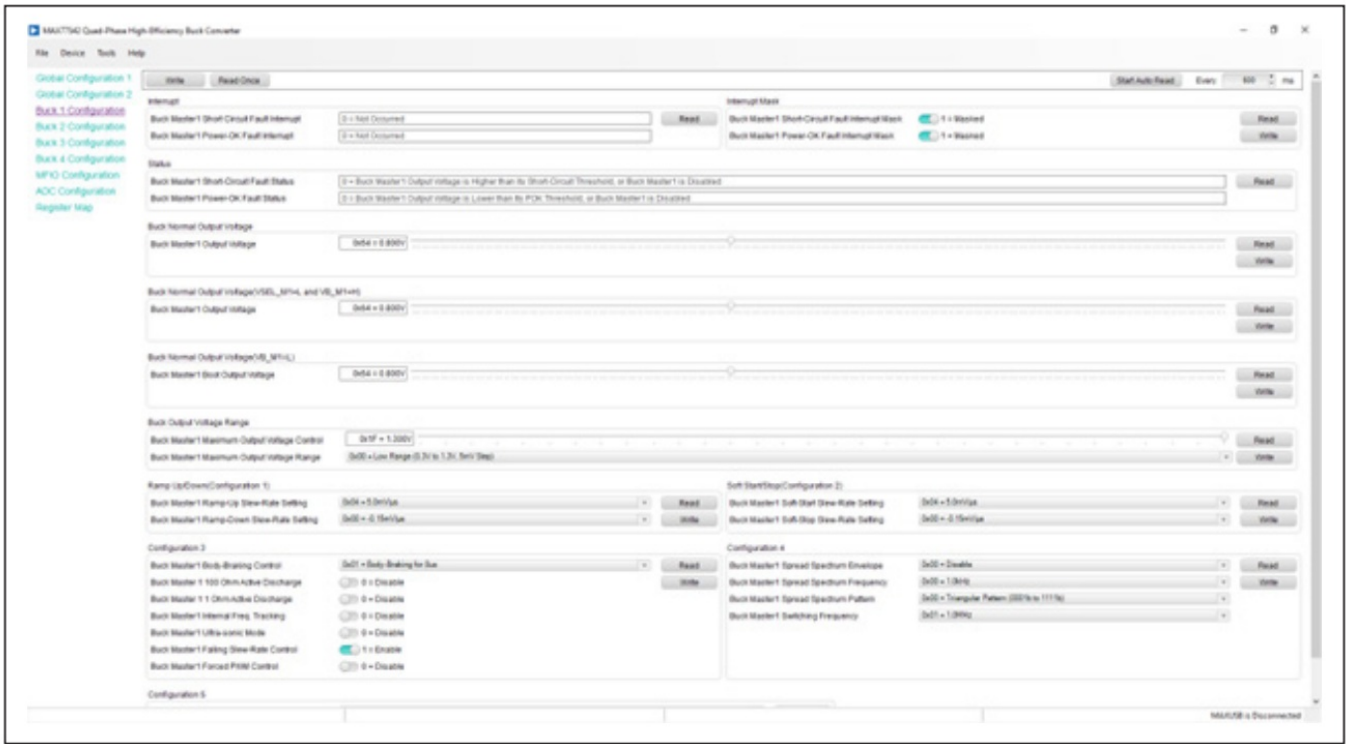 Quad-Phase High-Efficiency Buck Converter
File Device Tools Help
Global Configuration 1
Global Configuration 2
Buck 1 Configuration
Buck 2 Configuration
Buck 3 Configuration
Buck 4 Configuration
MFIO Configuration
ADC Configuration
Register Map
Write Read Once Start Auto Read Every ms
Interrupt
Buck Master1 Short-Circuit Fault Interrupt 0 = Not Occurred Read
Buck Master1 Power-OK Fault Interrupt 0 = Not Occurred
Interrupt Mask
Buck Master1 Short-Circuit Fault Interrupt Mask 1 = Masked Read
Buck Master1 Power-OK Fault Interrupt Mask 1 = Masked Write
Status
Buck Master1 Short-Circuit Fault Status 0 = Buck Master1 Output Voltage is Higher than its Short-Circuit Threshold, or Buck Master1 is Disabled Read
Buck Master1 Power-OK Fault Status 0 = Buck Master1 Output Voltage is Lower than its POK Threshold, or Buck Master1 is Disabled
Buck Normal Output Voltage
Buck Master1 Output Voltage 0x64 = 0.800V Read
Write
Buck Normal Output Voltage(VSEL_M1=L and VB_M1=H)
Buck Master1 Output Voltage 0x64 = 0.800V Read
Write
Buck Normal Output Voltage(VB_M1=L)
Buck Master1 Boot Output Voltage 0x64 = 0.800V Read
Write
Buck Output Voltage Range
Buck Master1 Maximum Output Voltage Control 0x1F = 1.300V Read
Buck Master1 Maximum Output Voltage Range 0x00 = Low Range (0.3V to 1.3V, 5mV Step) Write
Ramp Up/Down(Configuration 1)
Buck Master1 Ramp-Up Slew-Rate Setting 0x04 = 5.0mV/µs Read
Buck Master1 Ramp-Down Slew-Rate Setting 0x00 = -0.15mV/µs Write
Soft Start/Stop(Configuration 2)
Buck Master1 Soft-Start Slew-Rate Setting 0x04 = 5.0mV/µs Read
Buck Master1 Soft-Stop Slew-Rate Setting 0x00 = -0.15mV/µs Write
Configuration 3
Buck Master1 Body-Braking Control 0x01 = Body-Braking for Read
Buck Master 1 100 Ohm Active Discharge 0 = Disable Write
Buck Master 1 1 Ohm Active Discharge 0 = Disable
Buck Master1 Internal Freq. Tracking 0 = Disable
Buck Master1 Ultra-sonic Mode 0 = Disable
Buck Master1 Falling Slew-Rate Control 1 = Enable
Buck Master1 Forced PWM Control 0 = Disable
Configuration 4
Buck Master1 Spread Spectrum Envelope 0x00 = Disable Read
Buck Master1 Spread Spectrum Frequency 0x00 = 1.0kHz Write
Buck Master1 Spread Spectrum Pattern 0x00 = Triangular Pattern
Buck Master1 Switching Frequency 0x01 = 1.0MHz
Configuration 5
MAXUSB is Disconnected